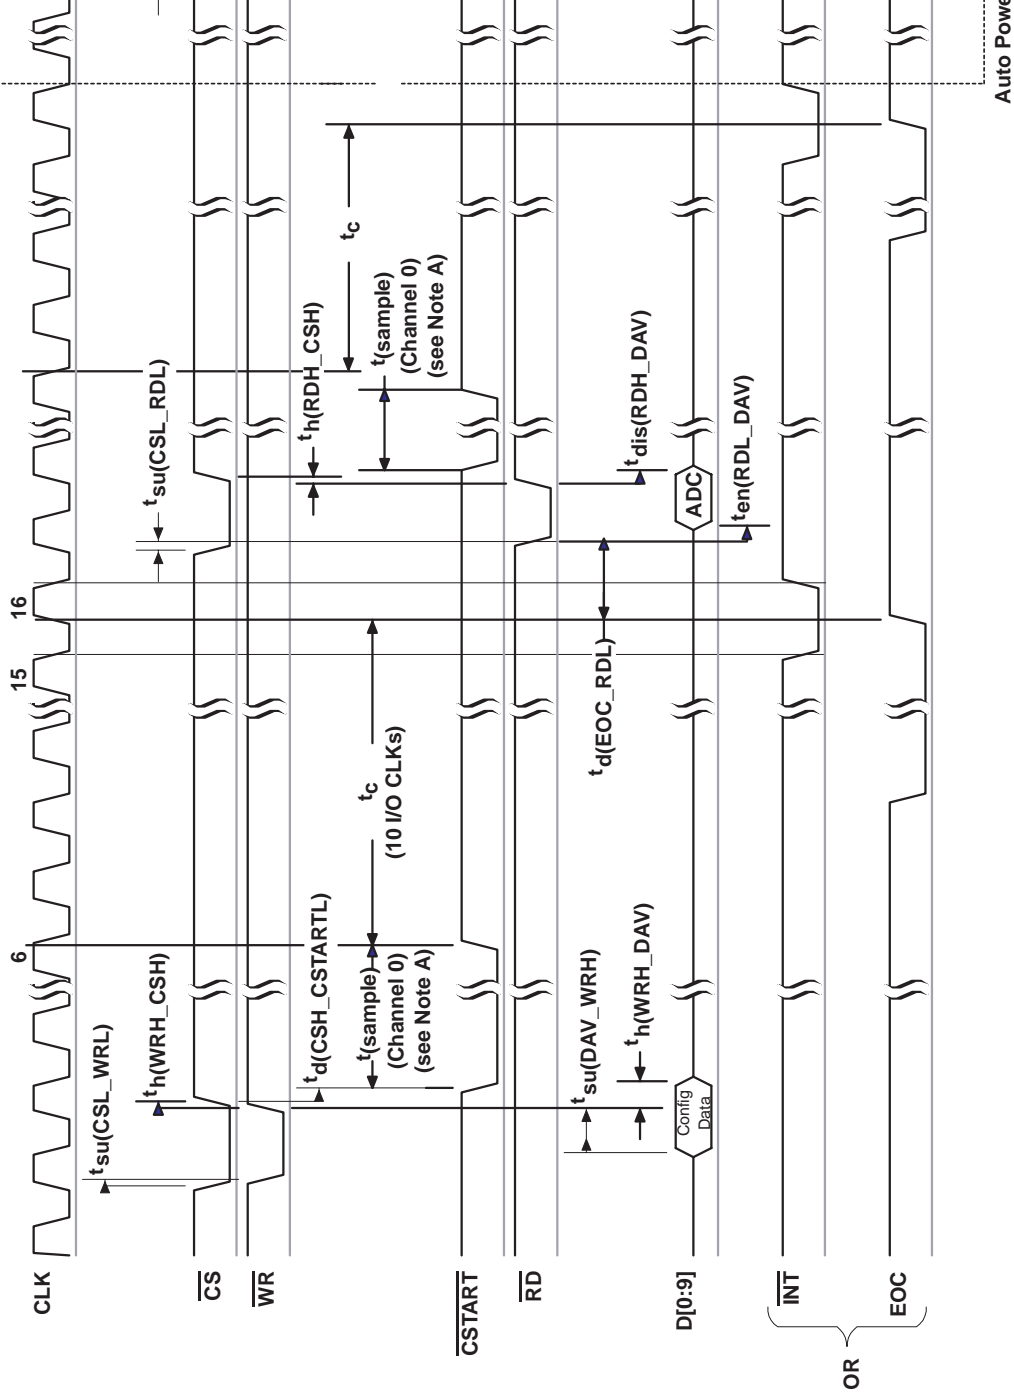 CLK
CS
WR
CSTART
RD
D[0:9]
INT
EOC
OR
6
15
16
tsu(CSL_WRL)
th(WRH_CSH)
td(CSH_CSTARTL)
t(sample)
(Channel 0)
(see Note A)
tsu(DAV_WRH)
th(WRH_DAV)
Config
Data
tc
(10 I/O CLKs)
td(EOC_RDL)
tsu(CSL_RDL)
th(RDH_CSH)
t(sample)
(Channel 0)
(see Note A)
tdis(RDH_DAV)
ten(RDL_DAV)
ADC
tc
Auto Powe